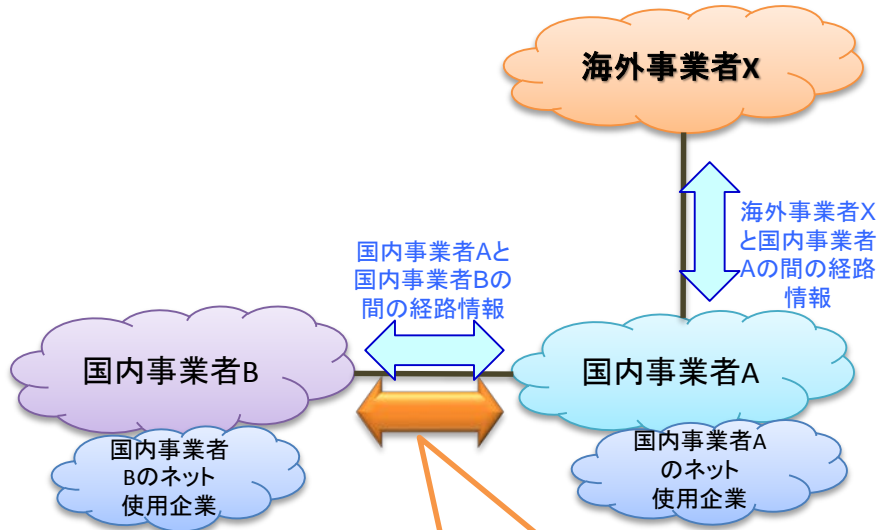 海外事業者X
海外事業者X
と国内事業者
Aの間の経路
情報
国内事業者Aと
国内事業者Bの
間の経路情報
国内事業者B
国内事業者A
国内事業者
Bのネット
使用企業
国内事業者A
のネット
使用企業